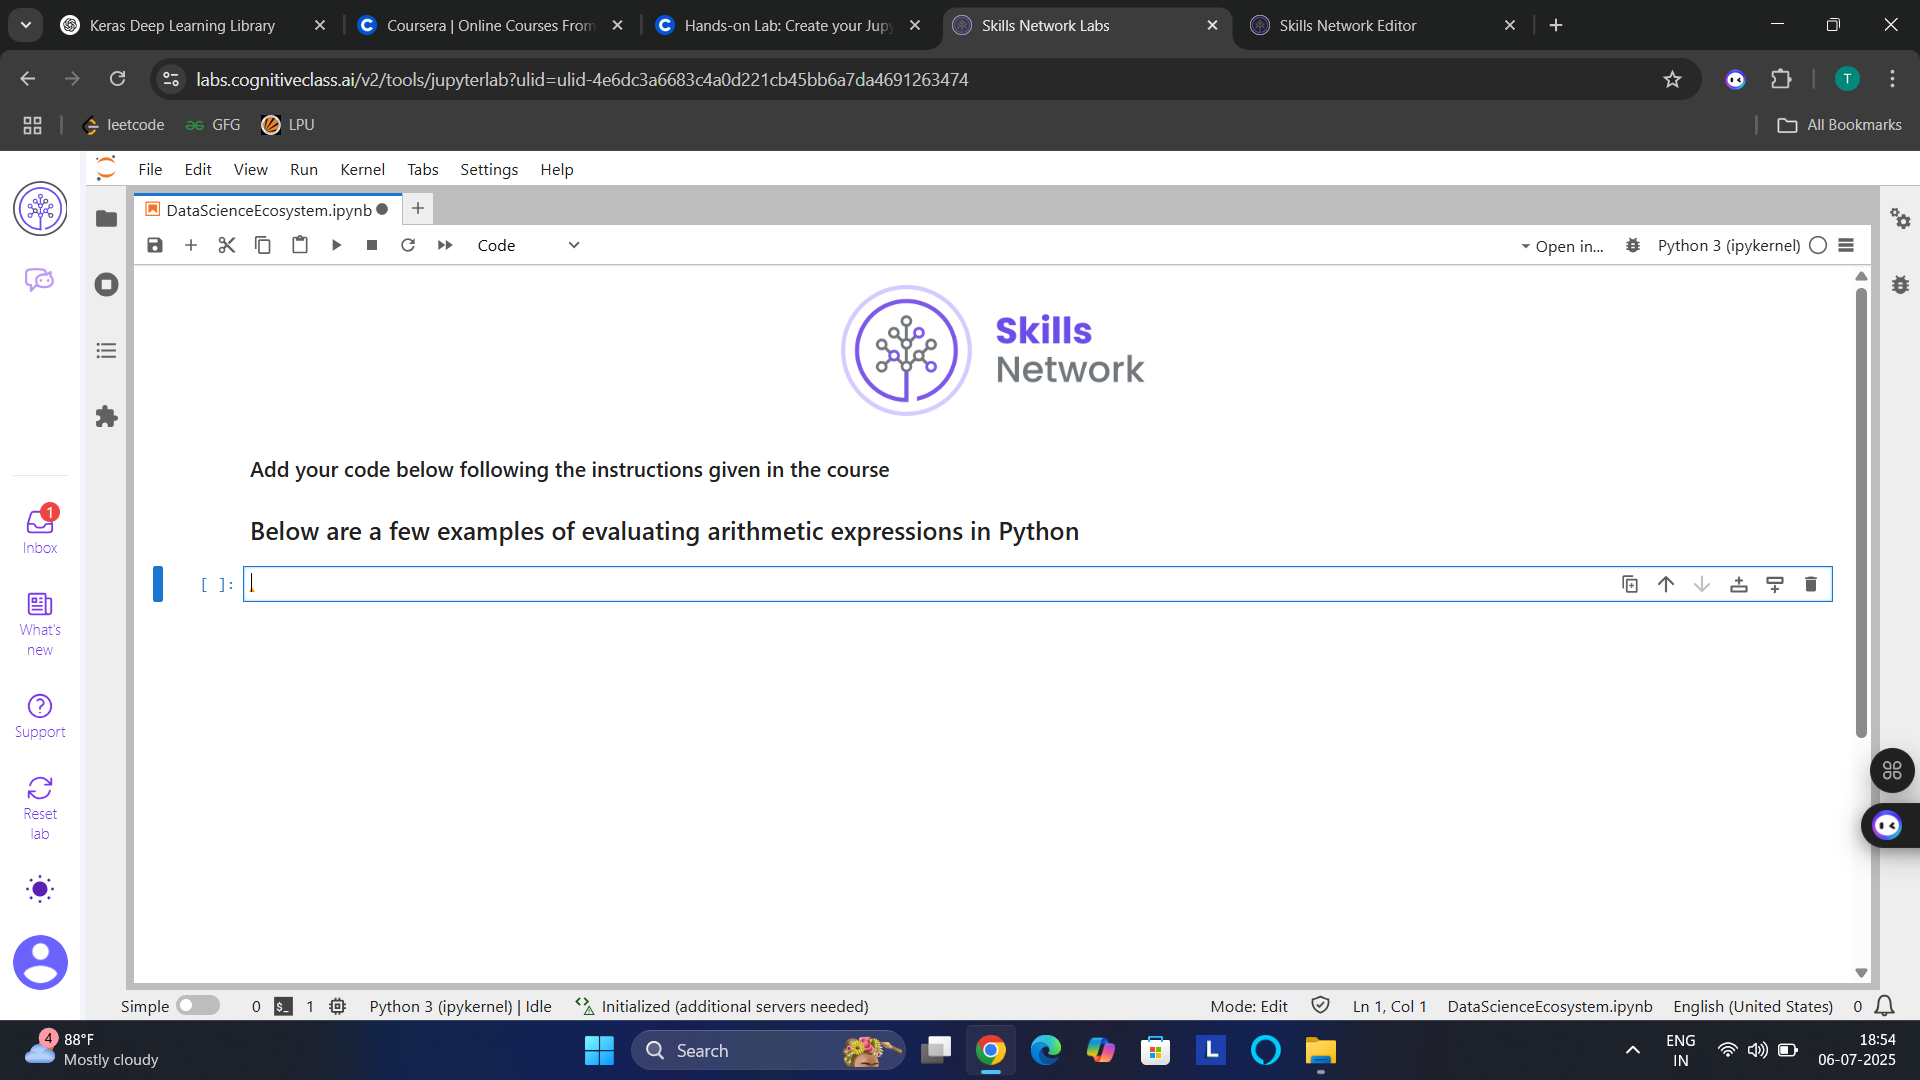 Keras Deep Learning Library
Coursera | Online Courses From
Hands-on Lab: Create your Jupy
Skills Network Labs
Skills Network Editor
labs.cognitiveclass.ai/v2/tools/jupyterlab?ulid=ulid-4e6dc3a6683c4a0d221cb45bb6a7da4691263474
T
leetcode
GFG
LPU
All Bookmarks
File Edit View Run Kernel Tabs Settings Help
DataScienceEcosystem.ipynb
Code
Open in...
Python 3 (ipykernel)
Skills
Network
Add your code below following the instructions given in the course
Below are a few examples of evaluating arithmetic expressions in Python
[ ]:
1
Inbox
What's
new
Support
Reset
lab
Simple 0 1 Python 3 (ipykernel) | Idle Initialized (additional servers needed) Mode: Edit Ln 1, Col 1 DataScienceEcosystem.ipynb English (United States) 0
4
88°F
Mostly cloudy
Search
L
ENG
IN
18:54
06-07-2025